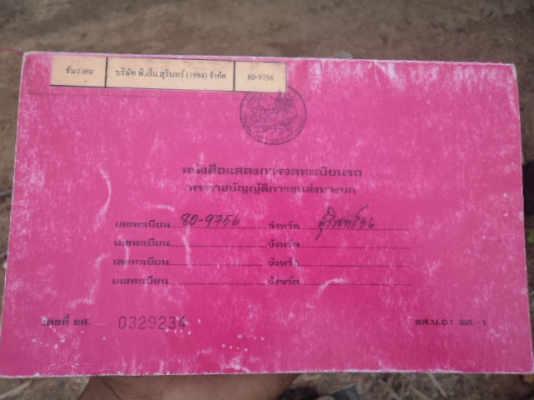 ธันวาคม บริษัท พี.เอ็ม.สุรินทร์ (1994) จำกัด 80-9756
หนังสือแสดงการจดทะเบียนรถ
พระราชบัญญัติการขนส่งทางบก
เลขทะเบียน 80-9756 จังหวัด สุรินทร์
เลขทะเบียน จังหวัด
เลขทะเบียน จังหวัด
เลขทะเบียน จังหวัด
เลขที่ ขส. 0329234 ขส.บ.01 ขส.-1